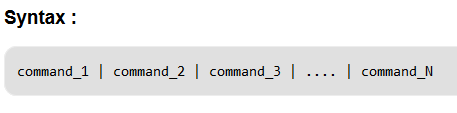 Syntax :
command_1 | command_2 | command_3 | .... | command_N